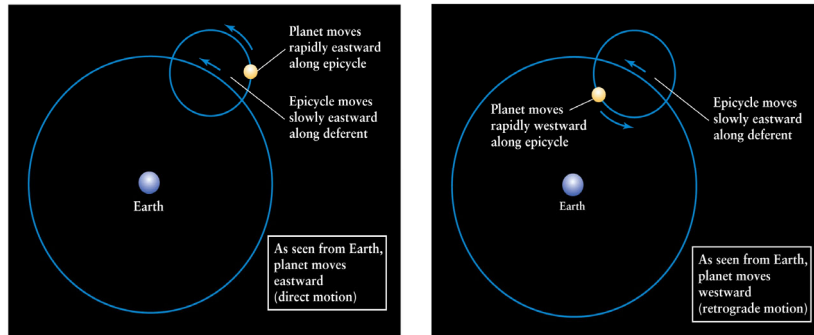 Planet moves
rapidly eastward
along epicycle
Epicycle moves
slowly eastward
along deferent
Earth
As seen from Earth,
planet moves
eastward
(direct motion)
Planet moves
rapidly westward
along epicycle
Epicycle moves
slowly eastward
along deferent
Earth
As seen from Earth,
planet moves
westward
(retrograde motion)